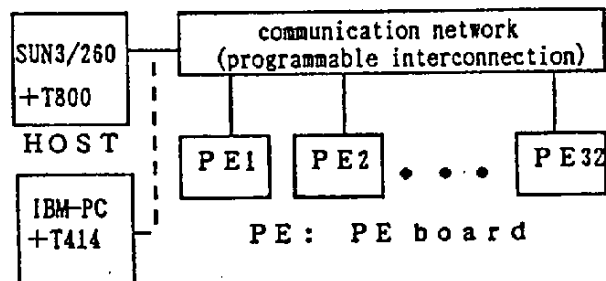 communication network
(programmable interconnection)
SUN3/260
+T800
HOST
PE1 PE2 • • • PE32
IBM-PC
+T414
PE: PE board